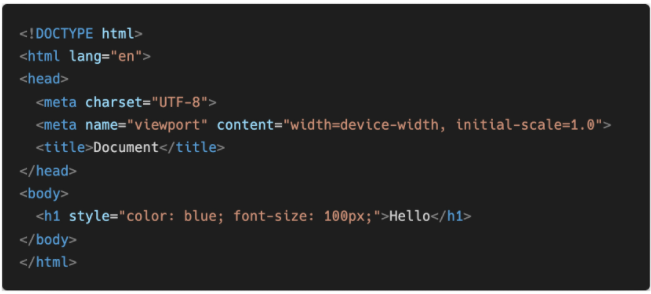 <!DOCTYPE html>
<html lang="en">
<head>
  <meta charset="UTF-8">
  <meta name="viewport" content="width=device-width, initial-scale=1.0">
  <title>Document</title>
</head>
<body>
  <h1 style="color: blue; font-size: 100px;">Hello</h1>
</body>
</html>